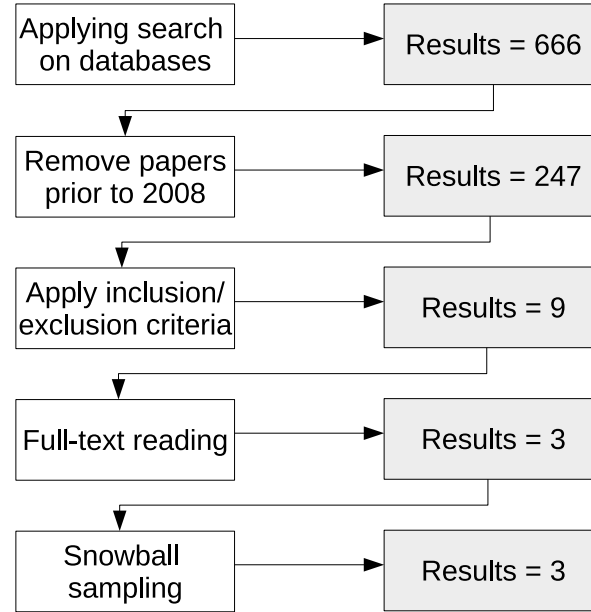 Applying search
on databases
Results = 666
Remove papers
prior to 2008
Results = 247
Apply inclusion/
exclusion criteria
Results = 9
Full-text reading
Results = 3
Snowball
sampling
Results = 3